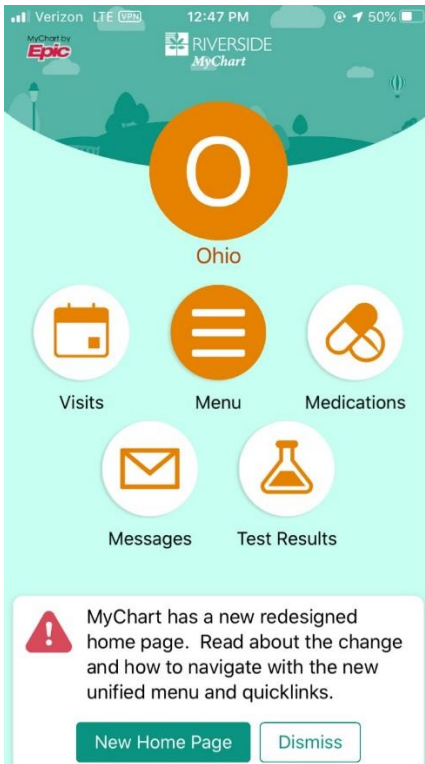 Verizon LTE VPN 12:47 PM 50%
MyChart by
Epic
RIVERSIDE
MyChart
O
Ohio
Visits Menu Medications
Messages Test Results
MyChart has a new redesigned
home page. Read about the change
and how to navigate with the new
unified menu and quicklinks.
New Home Page Dismiss